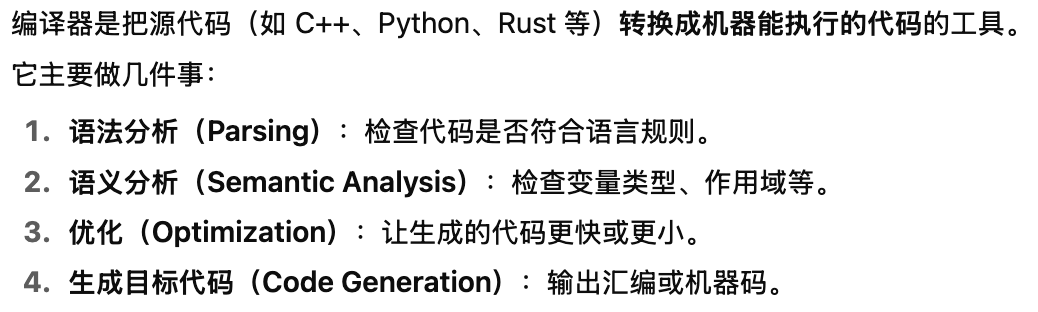 编译器是把源代码（如 C++、Python、Rust 等）转换成机器能执行的代码的工具。
它主要做几件事：
1. 语法分析（Parsing）：检查代码是否符合语言规则。
2. 语义分析（Semantic Analysis）：检查变量类型、作用域等。
3. 优化（Optimization）：让生成的代码更快或更小。
4. 生成目标代码（Code Generation）：输出汇编或机器码。